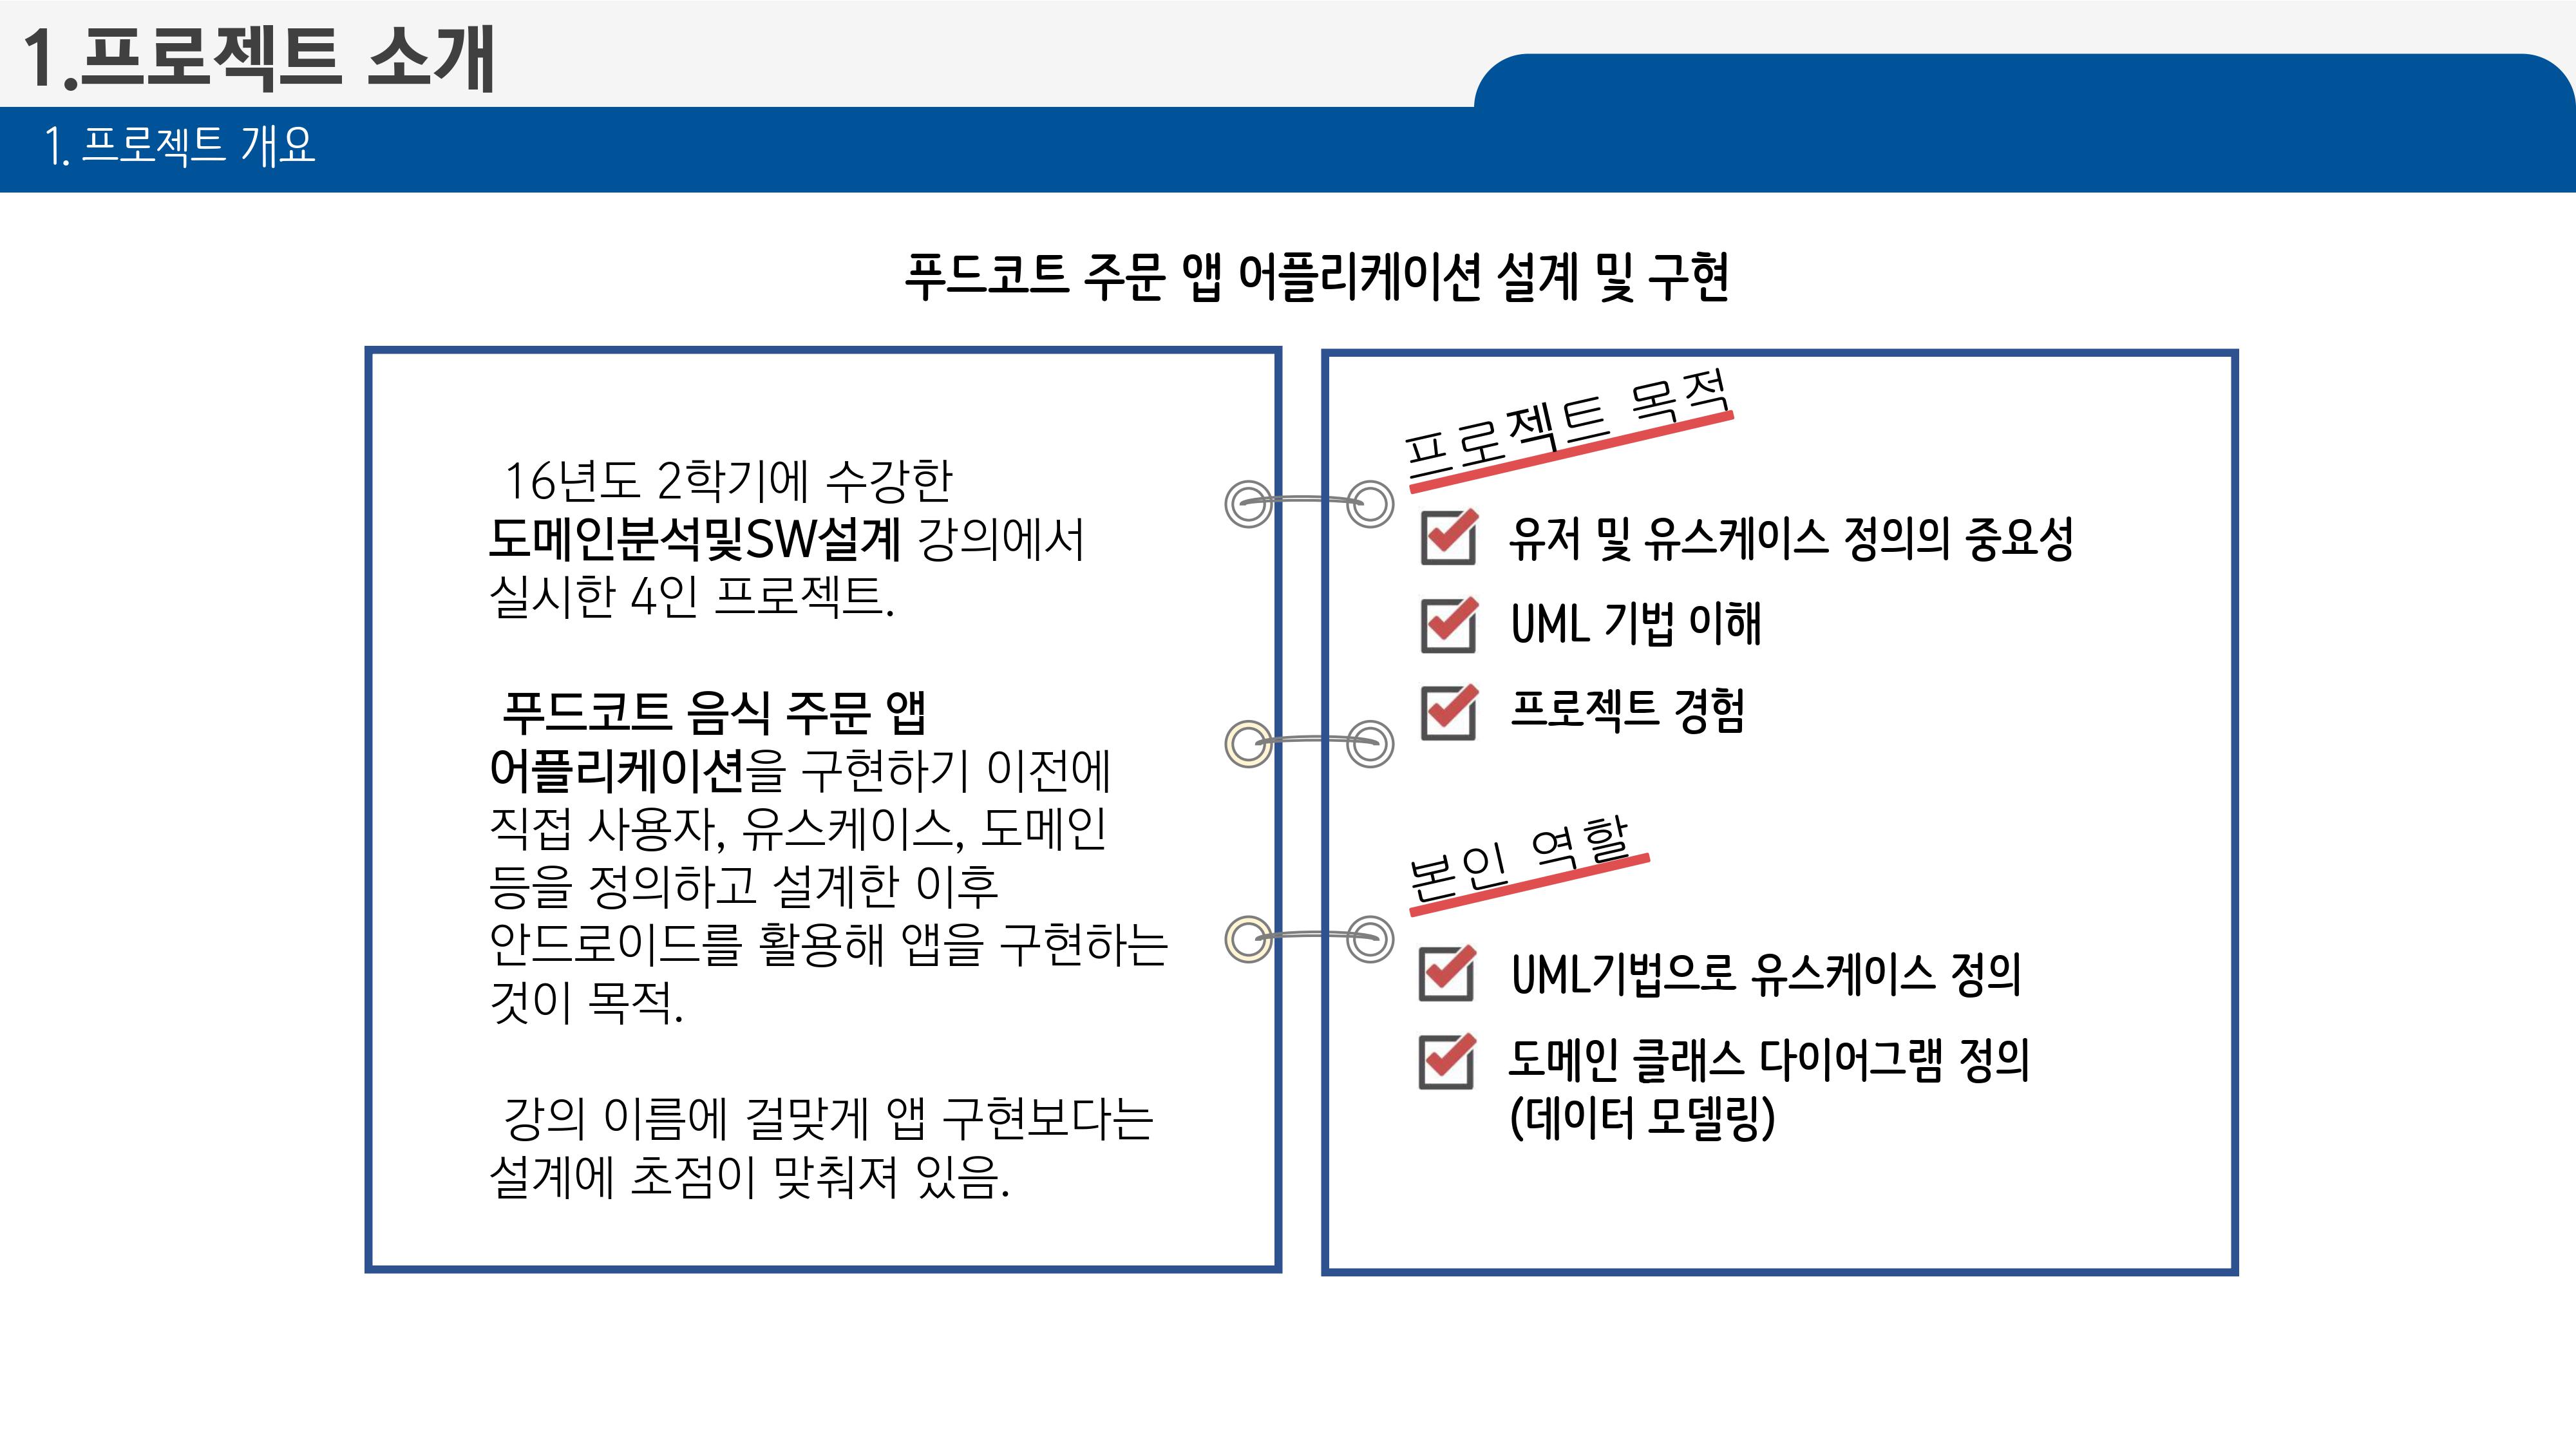 1.프로젝트 소개
1. 프로젝트 개요
푸드코트 주문 앱 어플리케이션 설계 및 구현
16년도 2학기에 수강한
도메인분석및SW설계 강의에서
실시한 4인 프로젝트.
푸드코트 음식 주문 앱
어플리케이션을 구현하기 이전에
직접 사용자, 유스케이스, 도메인
등을 정의하고 설계한 이후
안드로이드를 활용해 앱을 구현하는
것이 목적.
강의 이름에 걸맞게 앱 구현보다는
설계에 초점이 맞춰져 있음.
프로젝트 목적
유저 및 유스케이스 정의의 중요성
UML 기법 이해
프로젝트 경험
본인 역할
UML기법으로 유스케이스 정의
도메인 클래스 다이어그램 정의
(데이터 모델링)